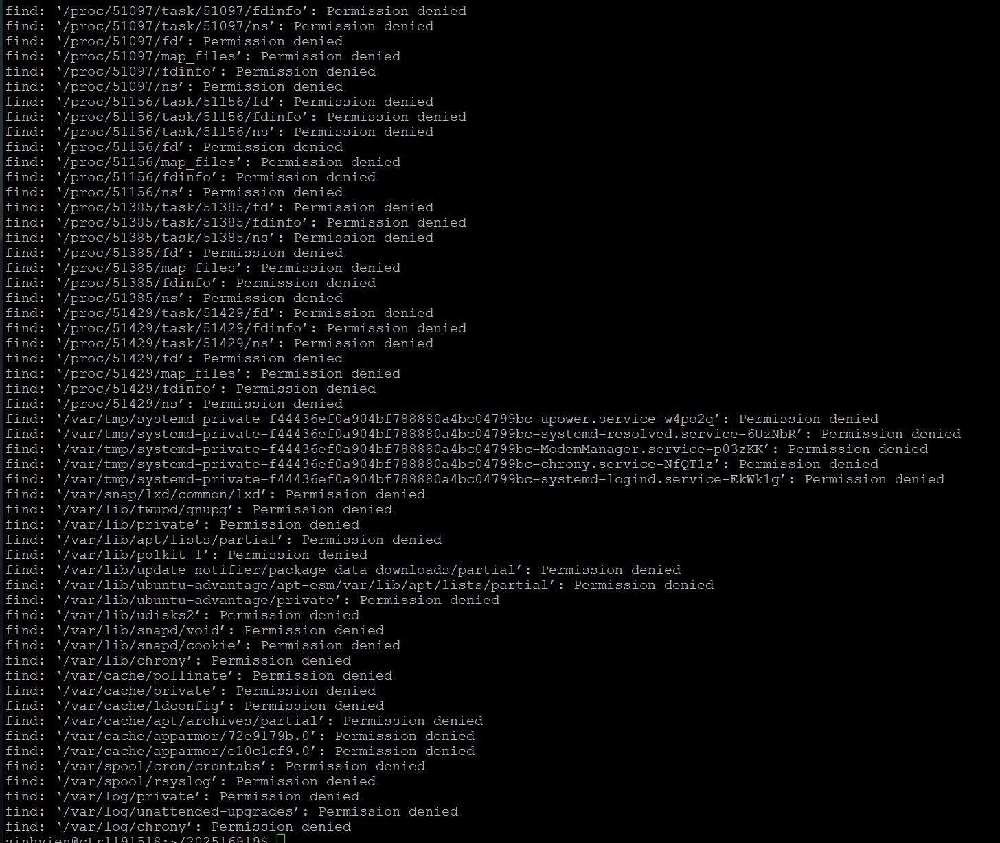 find: ‘/proc/51097/task/51097/fdinfo’: Permission denied
find: ‘/proc/51097/task/51097/ns’: Permission denied
find: ‘/proc/51097/fd’: Permission denied
find: ‘/proc/51097/map_files’: Permission denied
find: ‘/proc/51097/fdinfo’: Permission denied
find: ‘/proc/51097/ns’: Permission denied
find: ‘/proc/51156/task/51156/fd’: Permission denied
find: ‘/proc/51156/task/51156/fdinfo’: Permission denied
find: ‘/proc/51156/task/51156/ns’: Permission denied
find: ‘/proc/51156/fd’: Permission denied
find: ‘/proc/51156/map_files’: Permission denied
find: ‘/proc/51156/fdinfo’: Permission denied
find: ‘/proc/51156/ns’: Permission denied
find: ‘/proc/51385/task/51385/fd’: Permission denied
find: ‘/proc/51385/task/51385/fdinfo’: Permission denied
find: ‘/proc/51385/task/51385/ns’: Permission denied
find: ‘/proc/51385/fd’: Permission denied
find: ‘/proc/51385/map_files’: Permission denied
find: ‘/proc/51385/fdinfo’: Permission denied
find: ‘/proc/51385/ns’: Permission denied
find: ‘/proc/51429/task/51429/fd’: Permission denied
find: ‘/proc/51429/task/51429/fdinfo’: Permission denied
find: ‘/proc/51429/task/51429/ns’: Permission denied
find: ‘/proc/51429/fd’: Permission denied
find: ‘/proc/51429/map_files’: Permission denied
find: ‘/proc/51429/fdinfo’: Permission denied
find: ‘/proc/51429/ns’: Permission denied
find: ‘/var/tmp/systemd-private-f44436ef0a904bf788880a4bc04799bc-upower.service-w4po2q’: Permission denied
find: ‘/var/tmp/systemd-private-f44436ef0a904bf788880a4bc04799bc-systemd-resolved.service-6UzNbR’: Permission denied
find: ‘/var/tmp/systemd-private-f44436ef0a904bf788880a4bc04799bc-ModemManager.service-p03zKK’: Permission denied
find: ‘/var/tmp/systemd-private-f44436ef0a904bf788880a4bc04799bc-chrony.service-NfQT1z’: Permission denied
find: ‘/var/tmp/systemd-private-f44436ef0a904bf788880a4bc04799bc-systemd-logind.service-EkWk1g’: Permission denied
find: ‘/var/snap/lxd/common/lxd’: Permission denied
find: ‘/var/lib/fwupd/gnupg’: Permission denied
find: ‘/var/lib/private’: Permission denied
find: ‘/var/lib/apt/lists/partial’: Permission denied
find: ‘/var/lib/polkit-1’: Permission denied
find: ‘/var/lib/update-notifier/package-data-downloads/partial’: Permission denied
find: ‘/var/lib/ubuntu-advantage/apt-esm/var/lib/apt/lists/partial’: Permission denied
find: ‘/var/lib/ubuntu-advantage/private’: Permission denied
find: ‘/var/lib/udisks2’: Permission denied
find: ‘/var/lib/snapd/void’: Permission denied
find: ‘/var/lib/snapd/cookie’: Permission denied
find: ‘/var/lib/chrony’: Permission denied
find: ‘/var/cache/pollinate’: Permission denied
find: ‘/var/cache/private’: Permission denied
find: ‘/var/cache/ldconfig’: Permission denied
find: ‘/var/cache/apt/archives/partial’: Permission denied
find: ‘/var/cache/apparmor/72e9179b.0’: Permission denied
find: ‘/var/cache/apparmor/e10c1cf9.0’: Permission denied
find: ‘/var/spool/cron/crontabs’: Permission denied
find: ‘/var/spool/rsyslog’: Permission denied
find: ‘/var/log/private’: Permission denied
find: ‘/var/log/unattended-upgrades’: Permission denied
find: ‘/var/log/chrony’: Permission denied
sinhvien@ctr1191518:~/202516919$